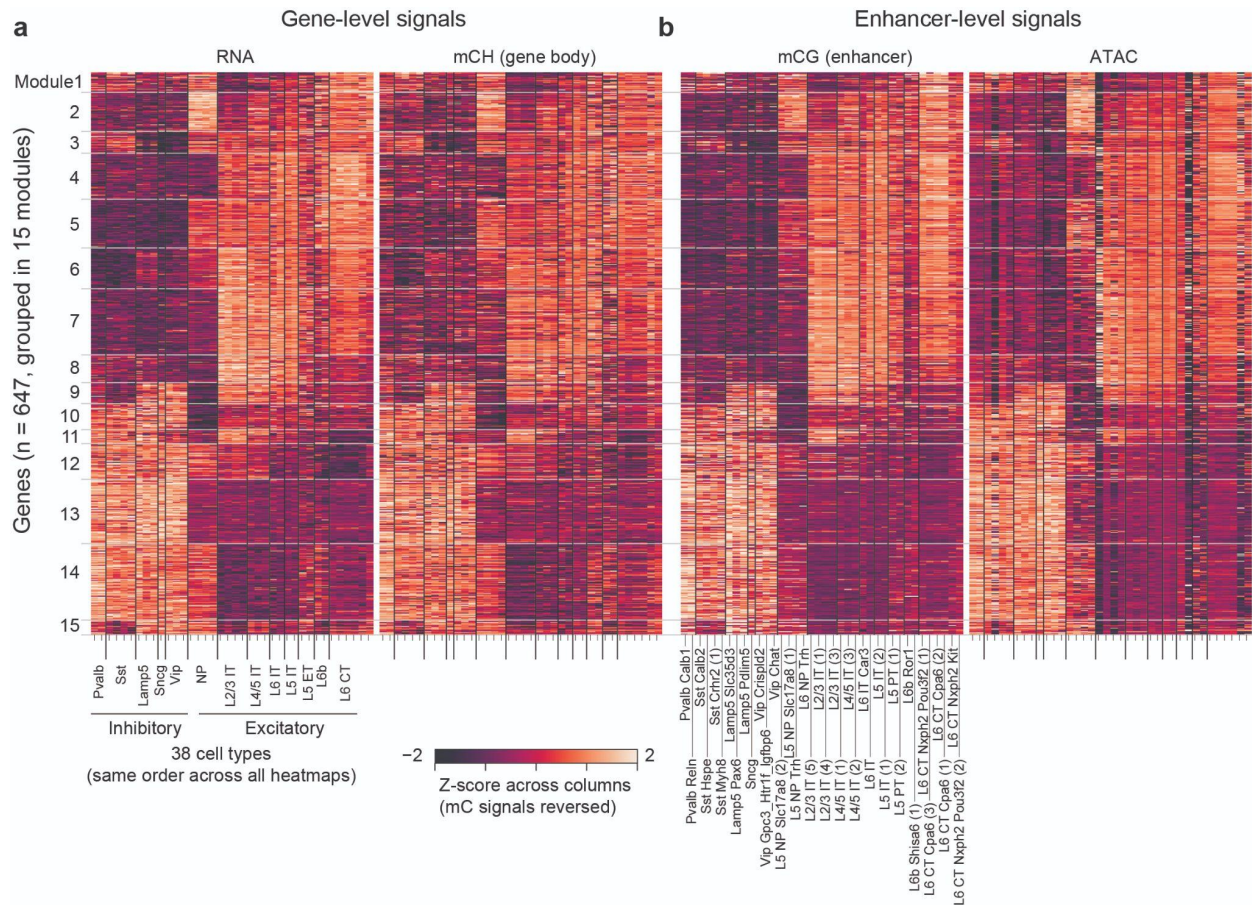 a
Gene-level signals
b
Enhancer-level signals
RNA
mCH (gene body)
mCG (enhancer)
ATAC
Genes (n = 647, grouped in 15 modules)
Module1
2
3
4
5
6
7
8
9
10
11
12
13
14
15
Pvalb
Sst
Lamp5
Sncg
Vip
NP
L2/3 IT
L4/5 IT
L6 IT
L5 IT
L5 ET
L6b
L6 CT
Inhibitory
Excitatory
38 cell types
(same order across all heatmaps)
−2
2
Z-score across columns
(mC signals reversed)
Pvalb Calb1
Pvalb Reln
Sst Calb2
Sst Hspe
Sst Crhr2 (1)
Sst Myh8
Lamp5 Slc35d3
Lamp5 Pax6
Lamp5 Pdlim5
Sncg
Vip Crispld2
Vip Gpc3_Htr1f_Igfbp6
Vip Chat
L5 NP Slc17a8 (2)
L5 NP Slc17a8 (1)
L5 NP Trh
L6 NP Trh
L2/3 IT (5)
L2/3 IT (1)
L2/3 IT (4)
L2/3 IT (3)
L4/5 IT (1)
L4/5 IT (3)
L4/5 IT (2)
L6 IT Car3
L6 IT
L5 IT (2)
L5 IT (1)
L5 PT (1)
L5 PT (2)
L6b Ror1
L6b Shisa6 (1)
L6 CT Nxph2 Pou3f2 (1)
L6 CT Cpa6 (3)
L6 CT Cpa6 (2)
L6 CT Cpa6 (1)
L6 CT Nxph2 Kit
L6 CT Nxph2 Pou3f2 (2)